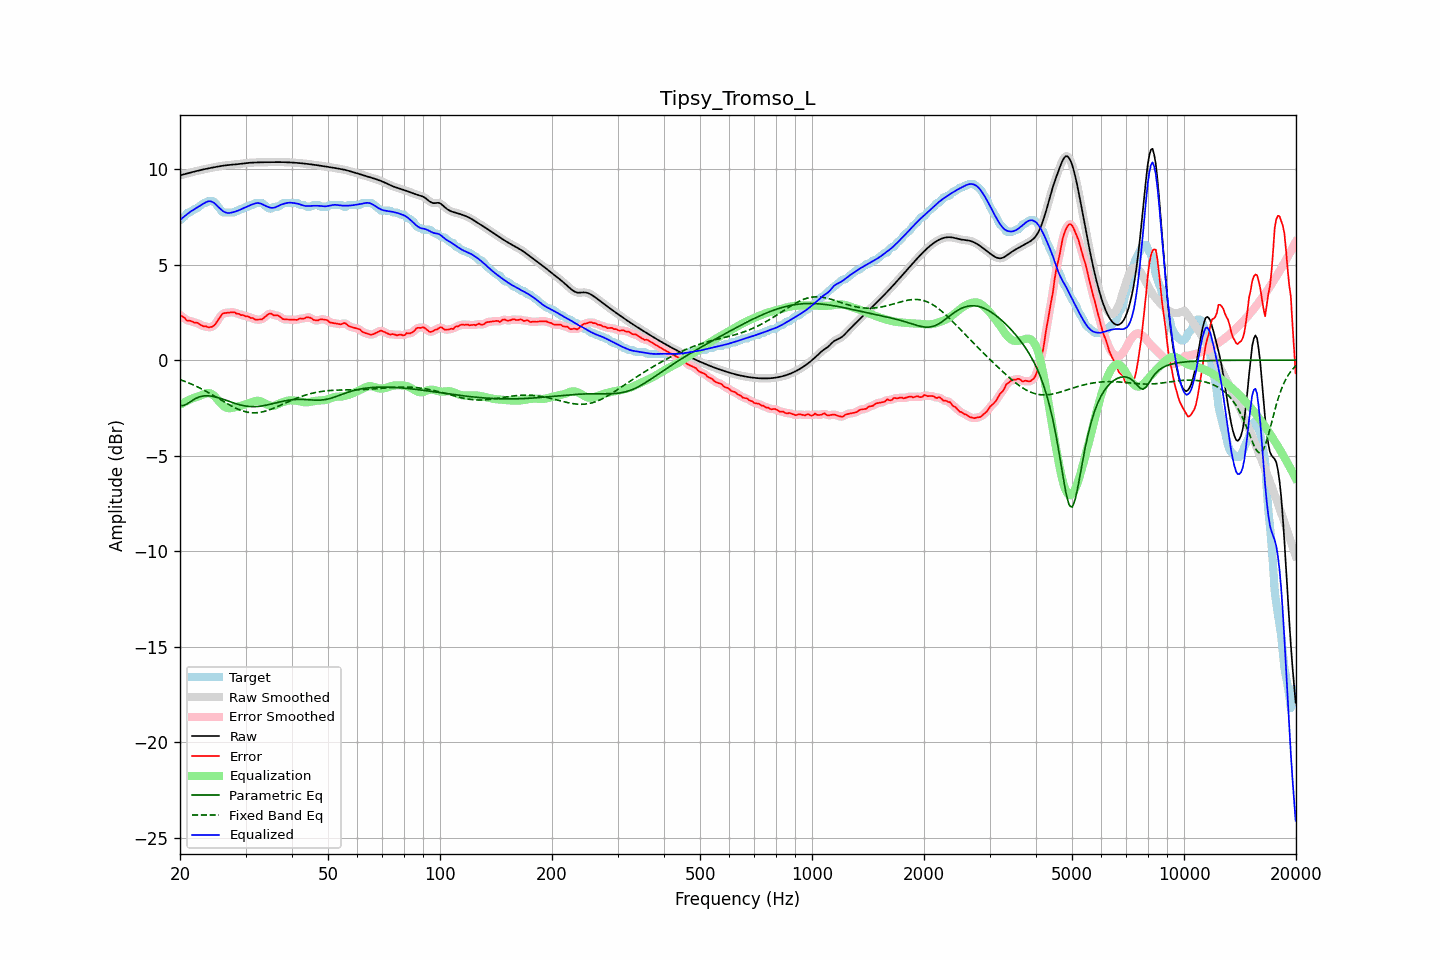 Tipsy_Tromso_L
10
5
0
−5
−10
−15
−20
−25
Amplitude (dBr)
Target
Raw Smoothed
Error Smoothed
Raw
Error
Equalization
Parametric Eq
Fixed Band Eq
Equalized
20 50 100 200 500 1000 2000 5000 10000 20000
Frequency (Hz)